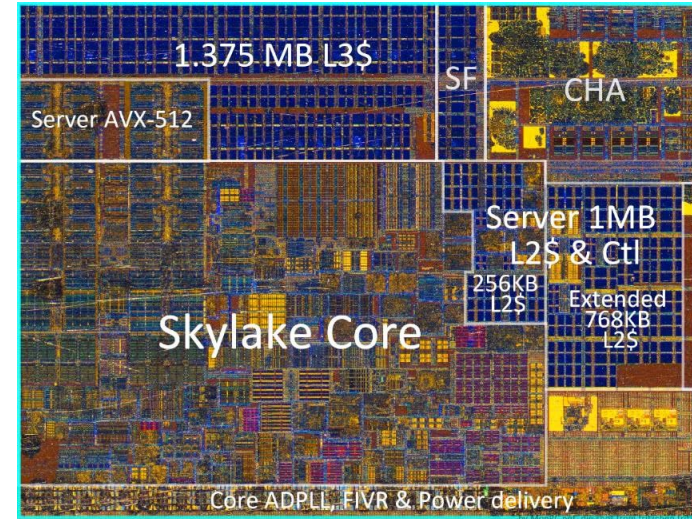 1.375 MB L3$
SF
CHA
Server AVX-512
Server 1MB
L2$ & Ctl
256KB
L2$
Extended
768KB
L2$
Skylake Core
Core ADPLL, FIVR & Power delivery